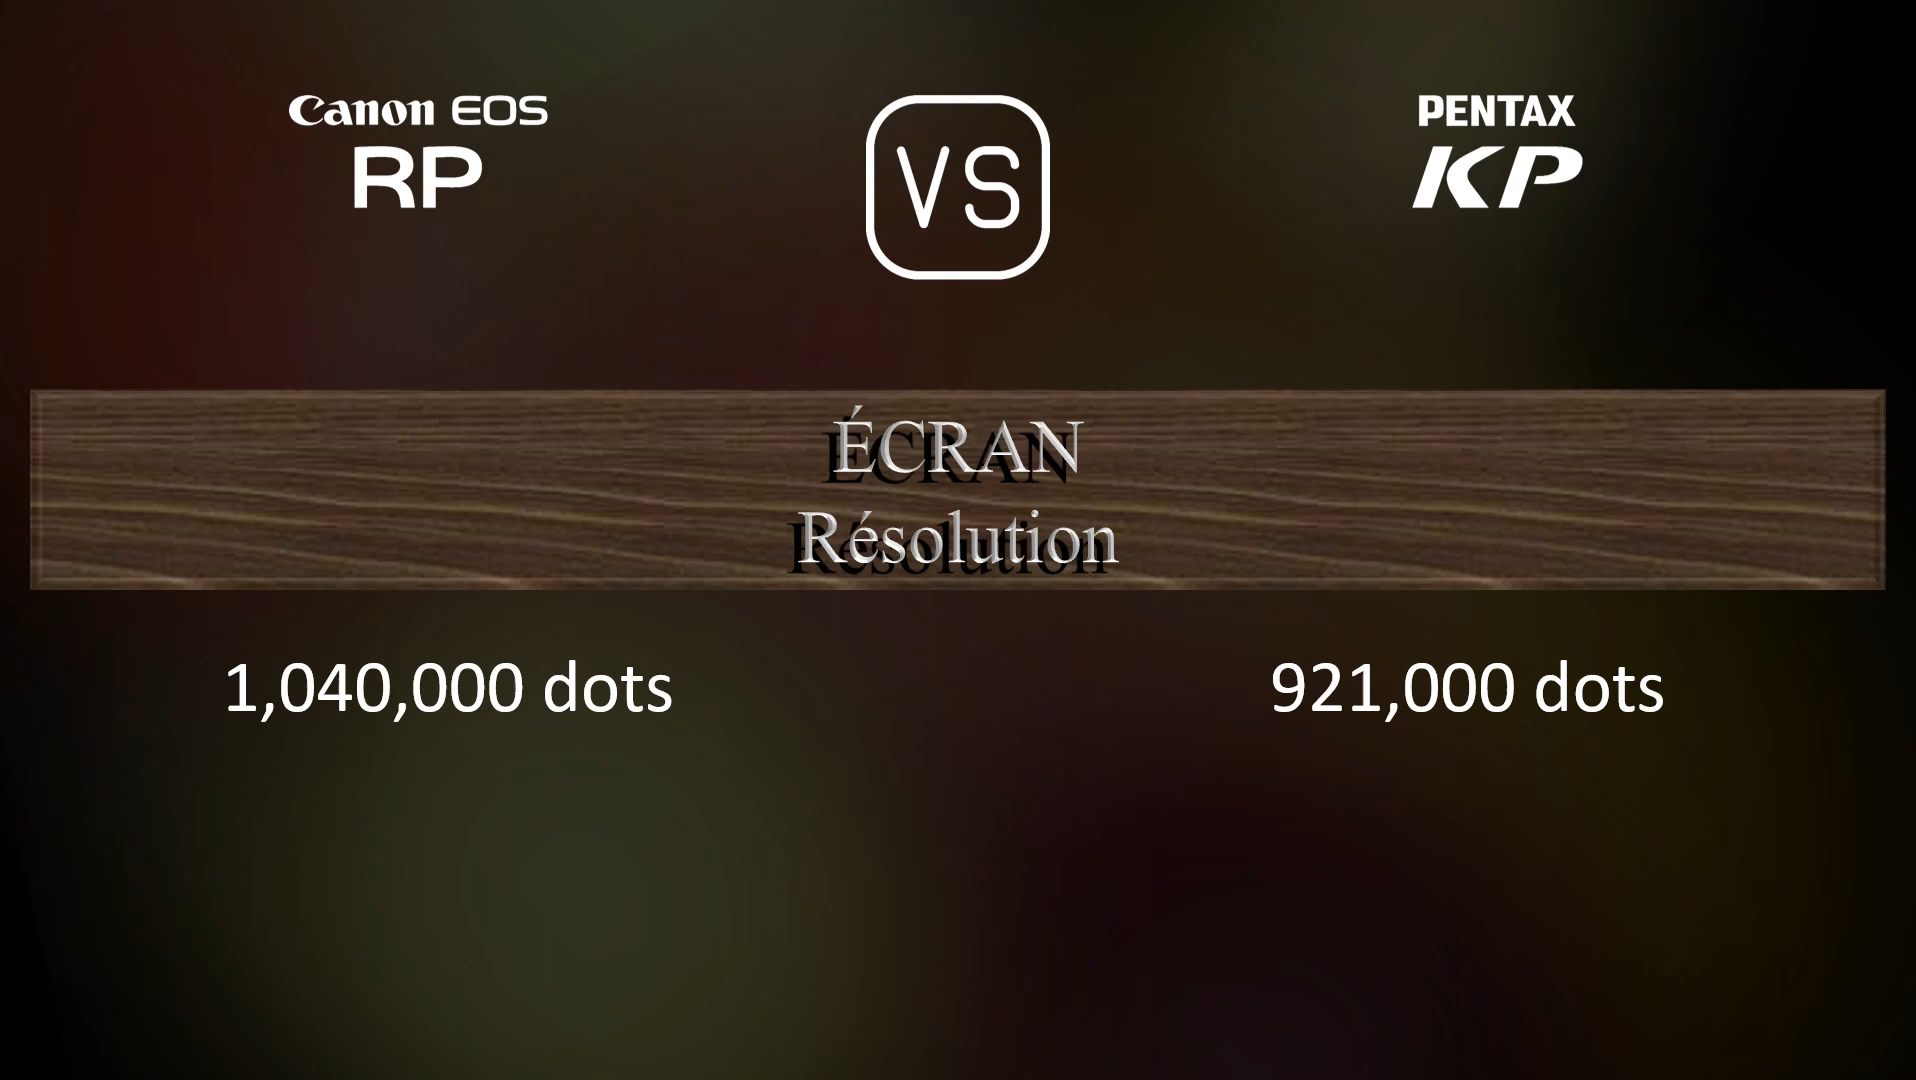 Canon EOS
RP
VS
PENTAX
KP
ÉCRAN
Résolution
1,040,000 dots
921,000 dots